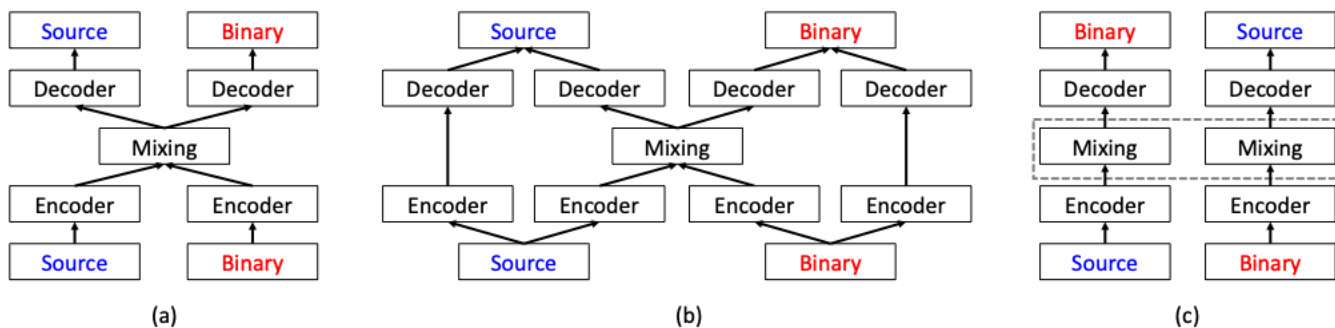 Source Binary Source Binary Binary Source
Decoder Decoder Decoder Decoder Decoder Decoder Decoder Decoder
Mixing Mixing Mixing Mixing
Encoder Encoder Encoder Encoder Encoder Encoder Encoder Encoder
Source Binary Source Binary Source Binary
(a) (b) (c)